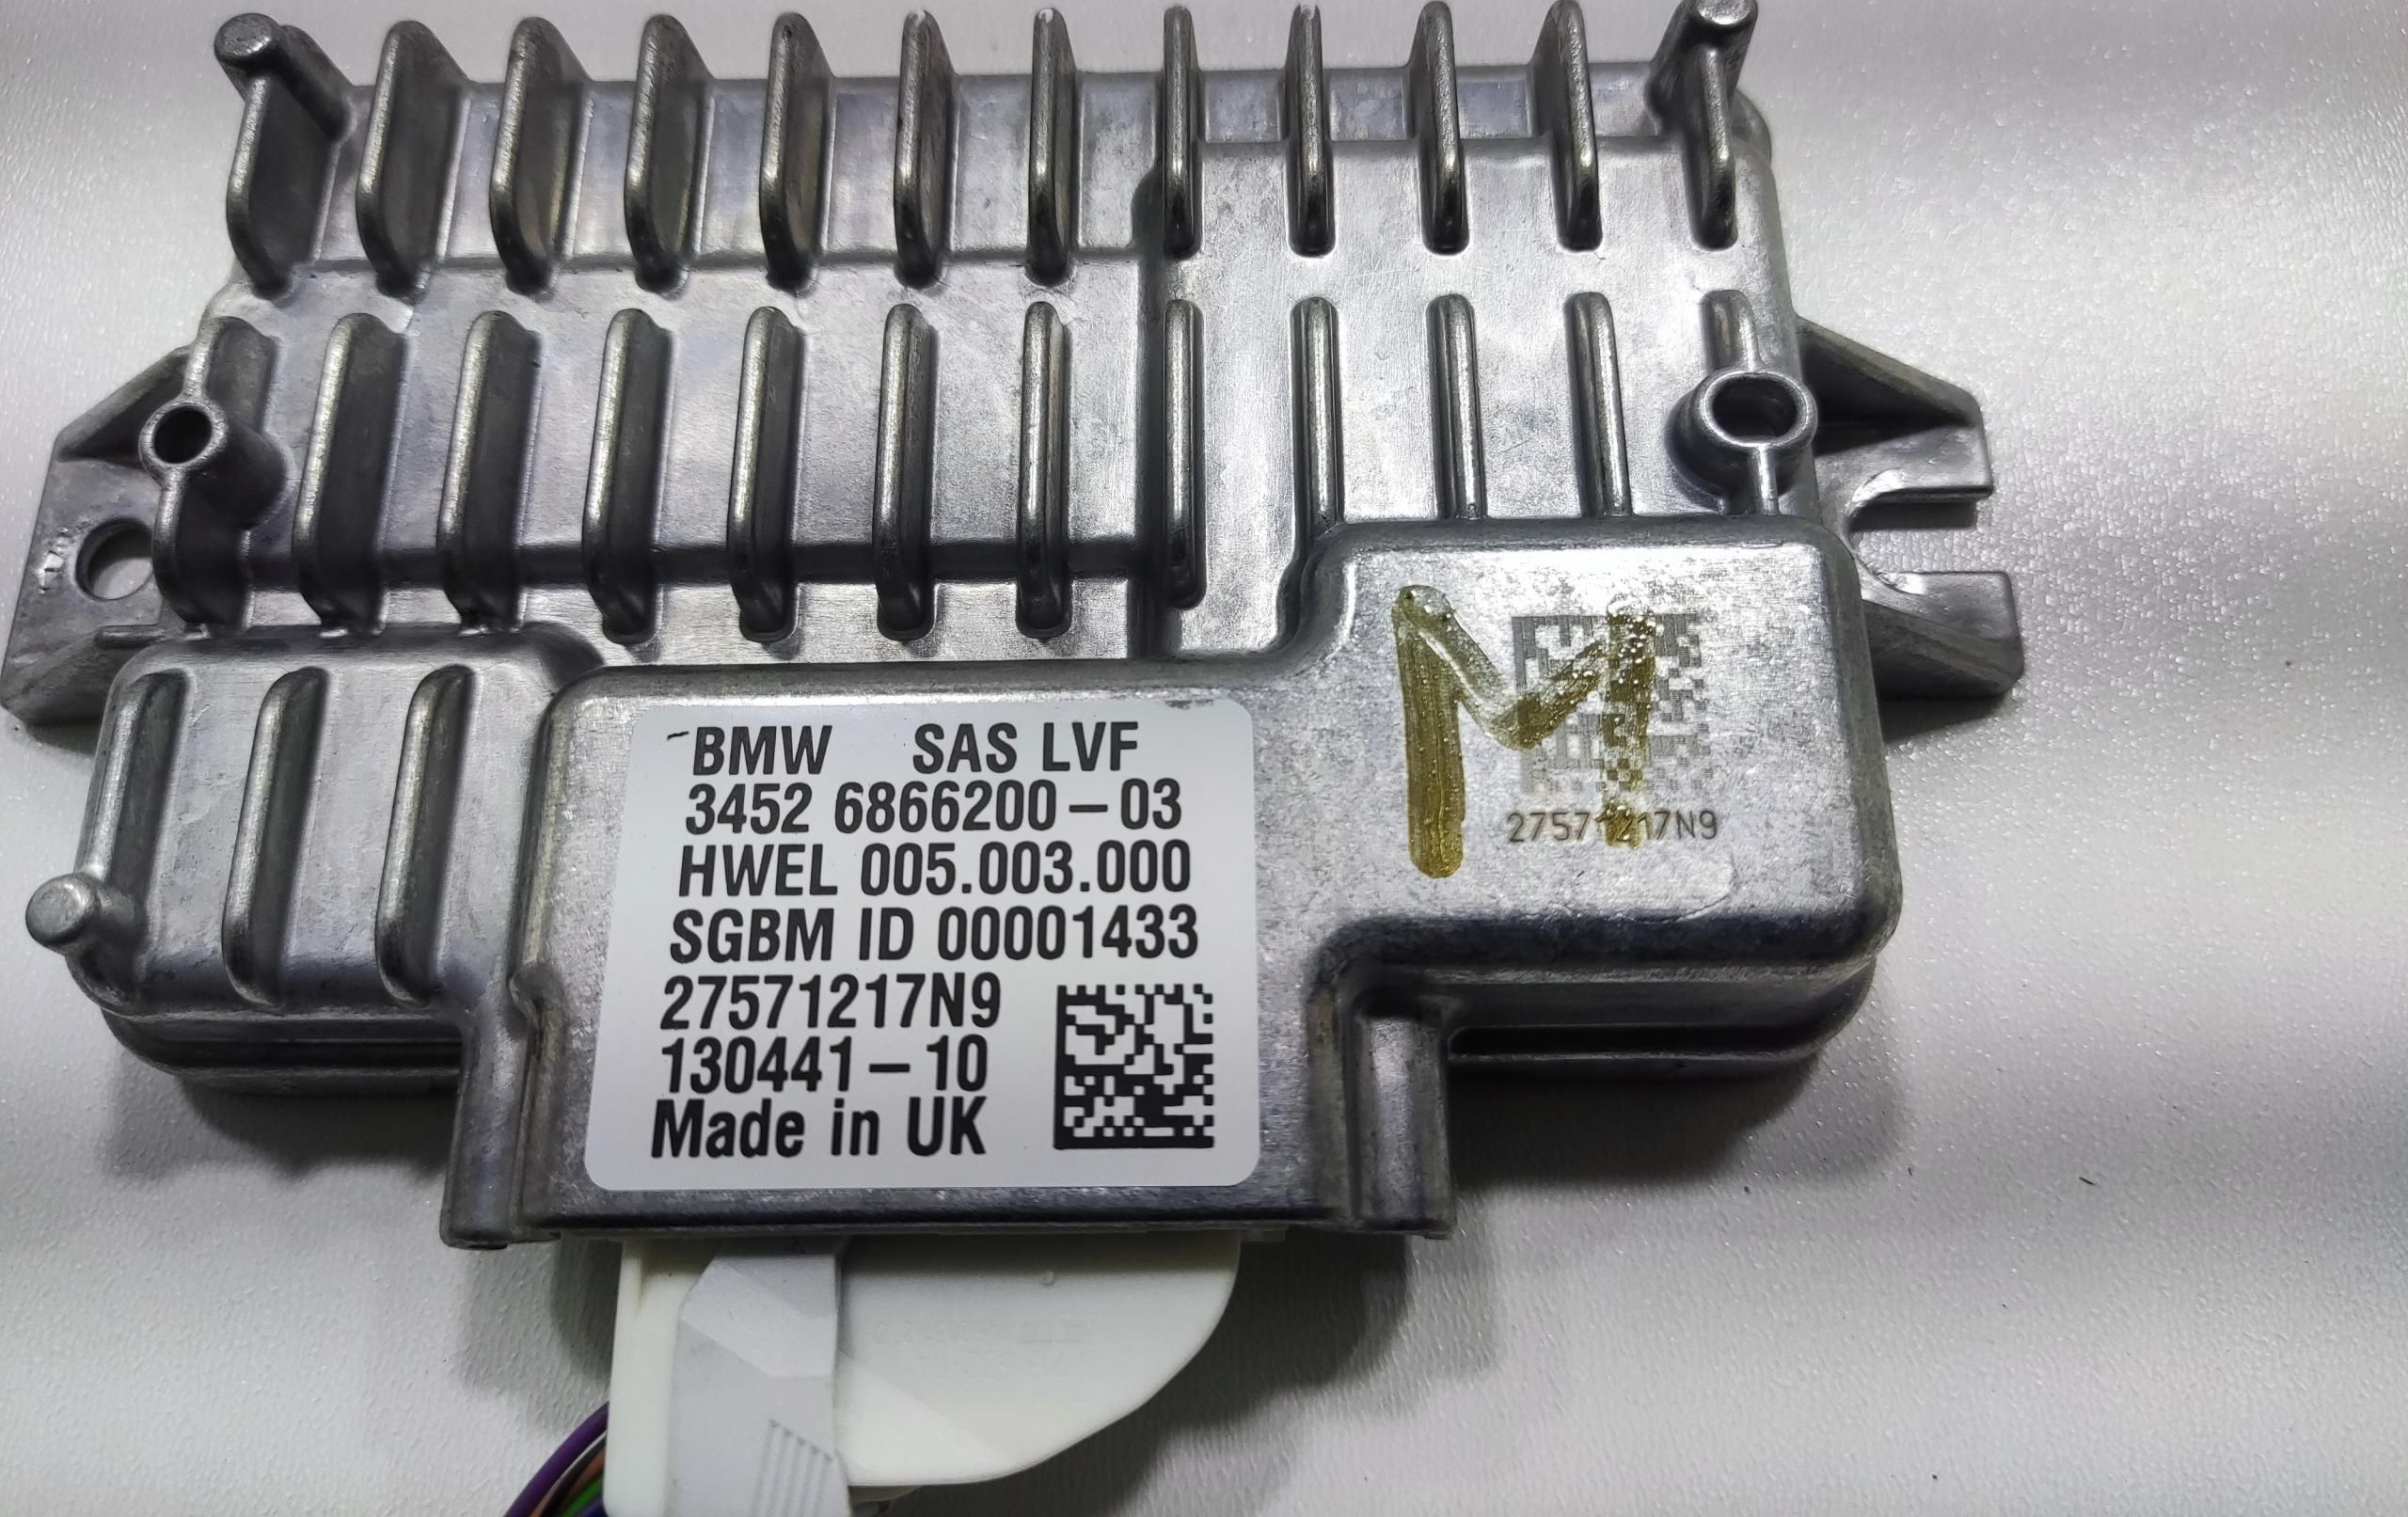 BMW SAS LVF
3452 6866200-03
HWEL 005.003.000
SGBM ID 00001433
27571217N9
130441-10
Made in UK
M
27571217N9